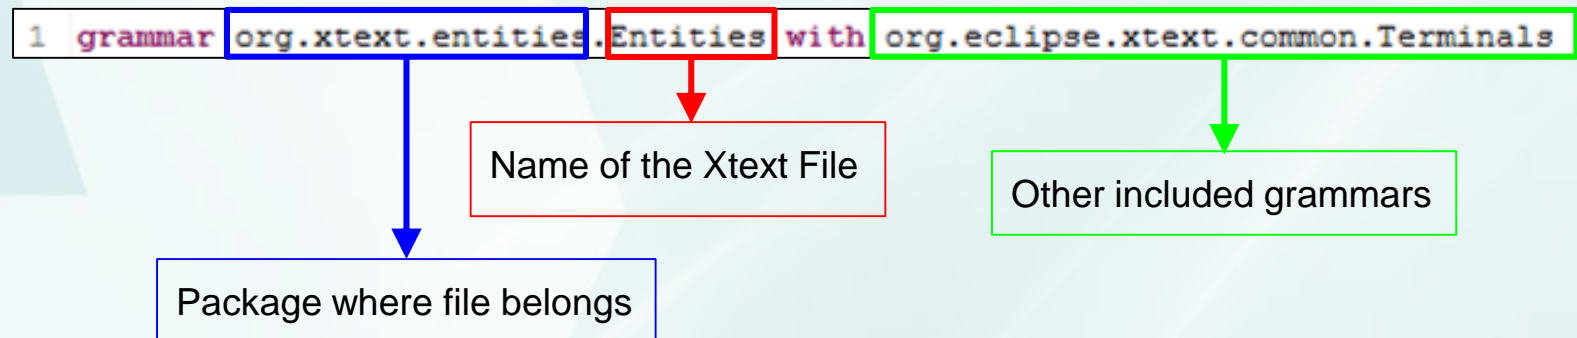 1 grammar org.xtext.entities.Entities with org.eclipse.xtext.common.Terminals
Name of the Xtext File
Other included grammars
Package where file belongs